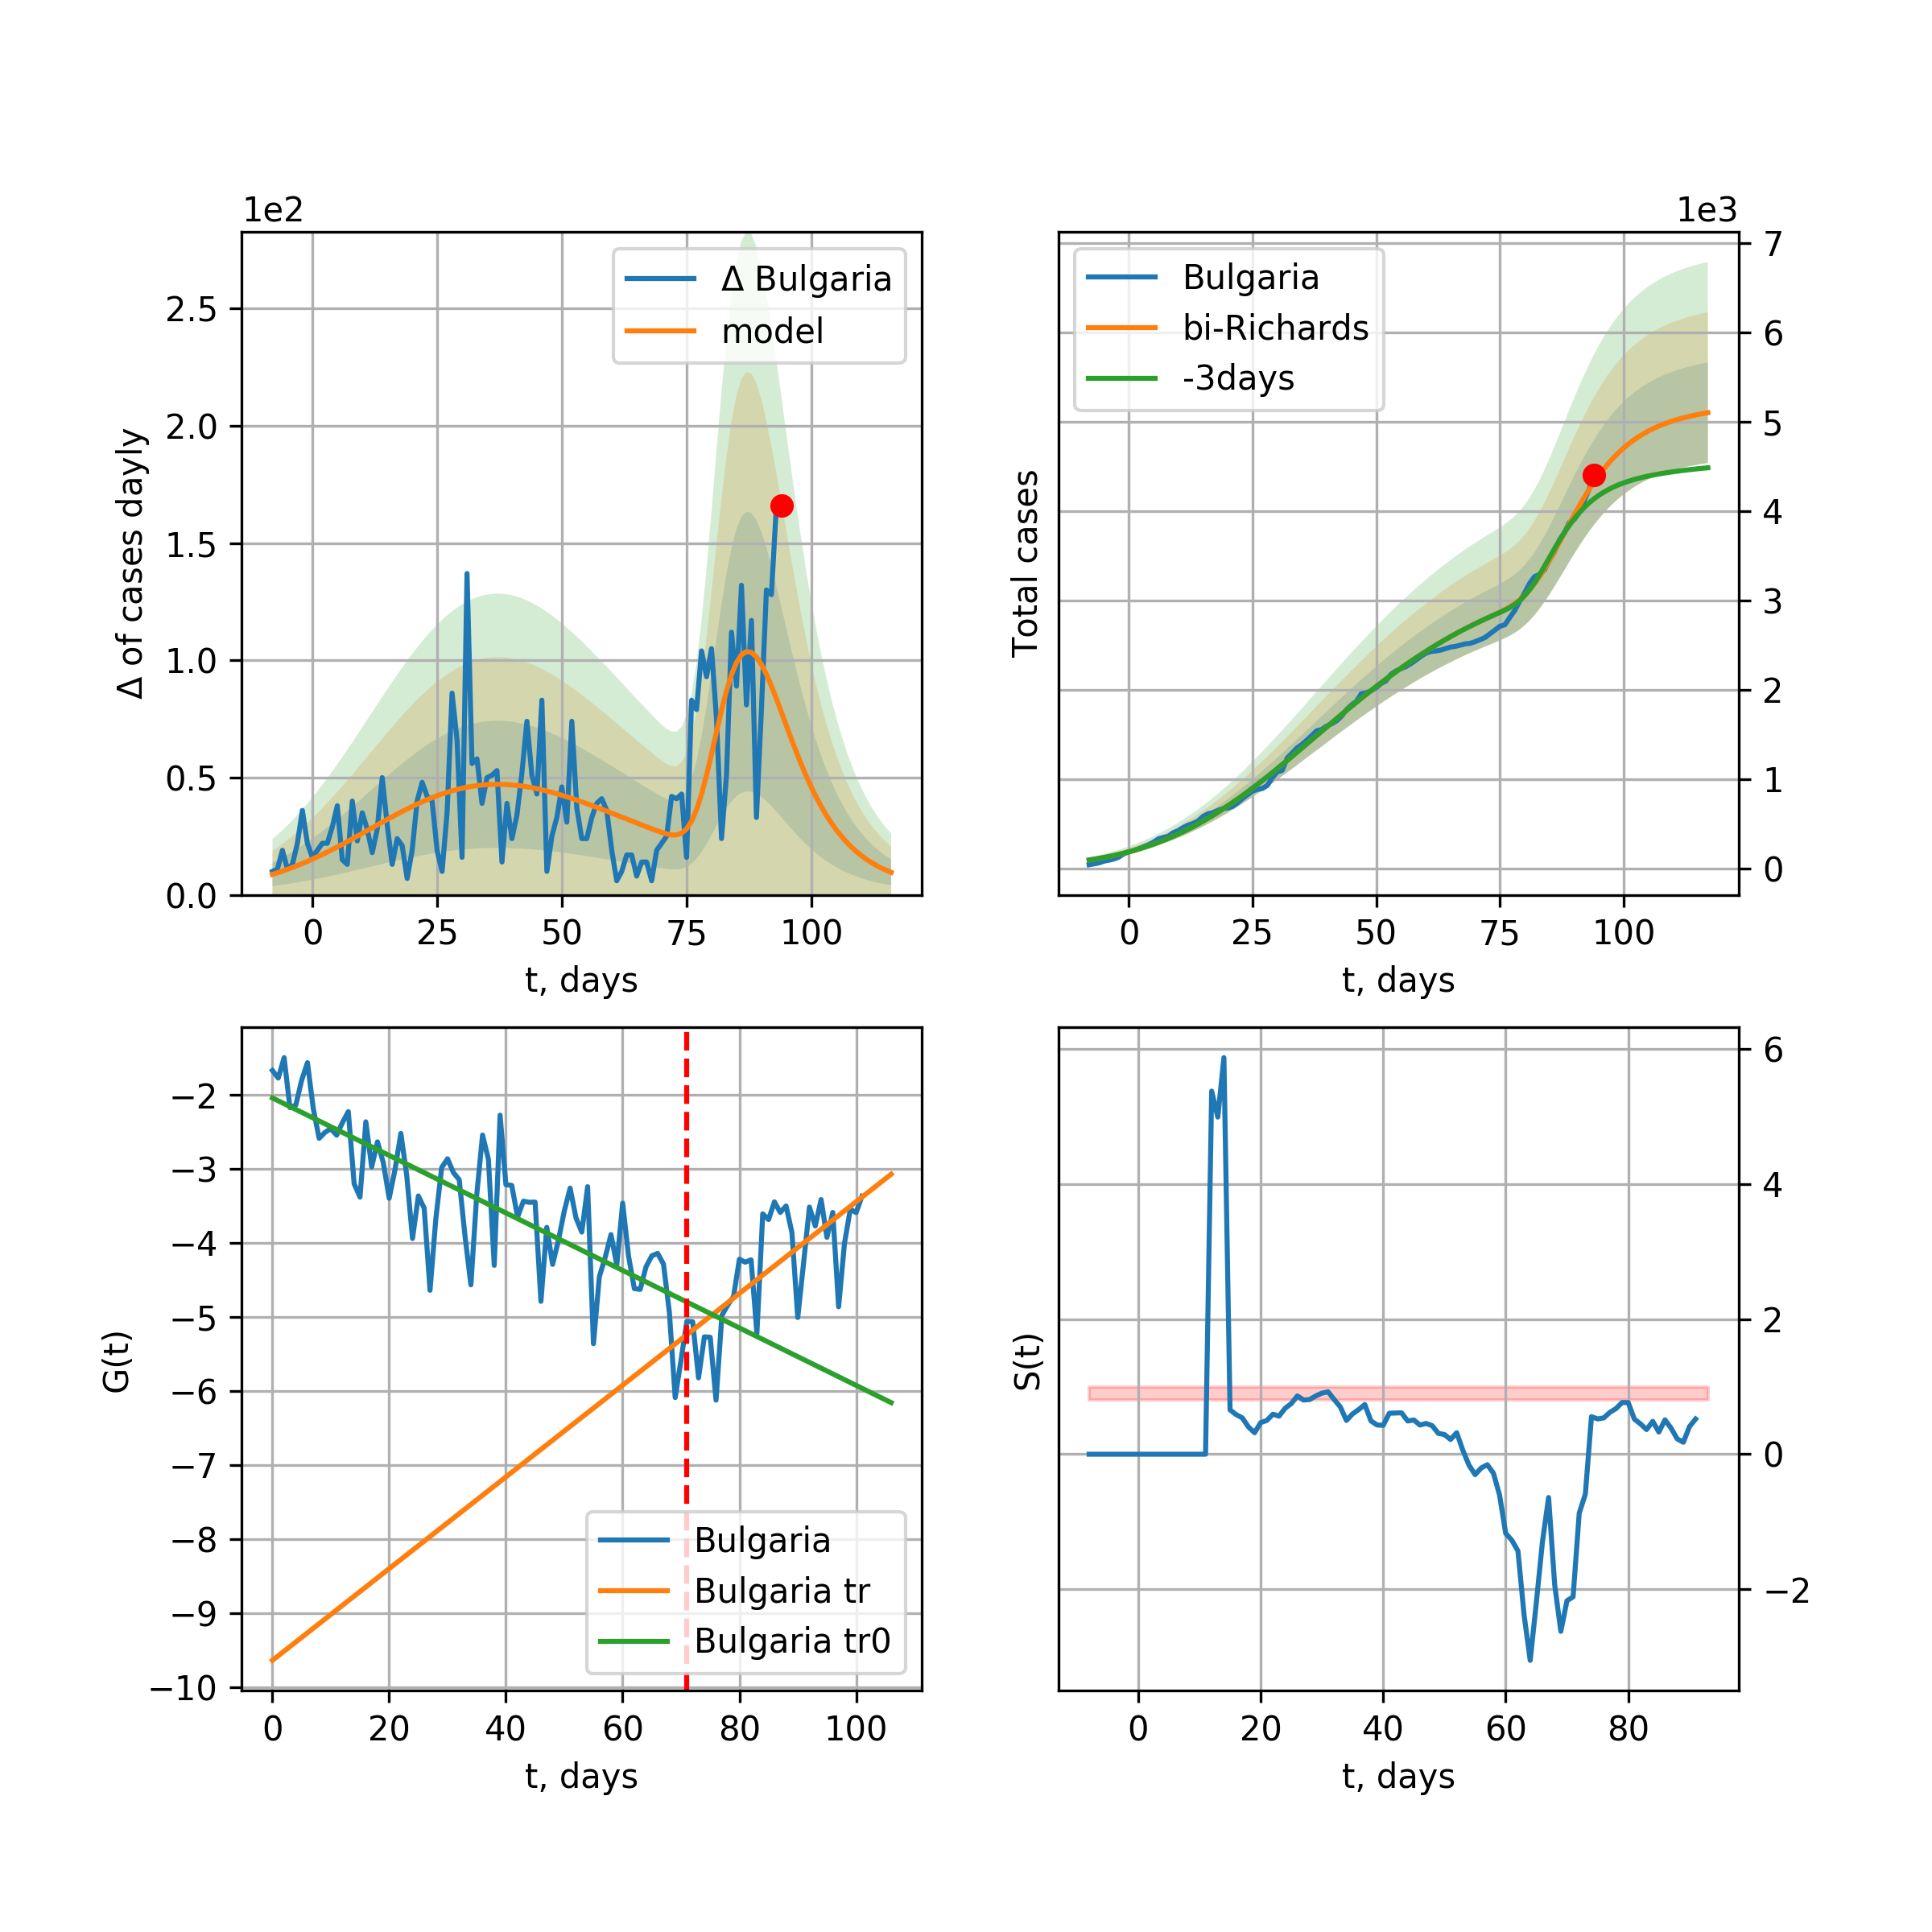 1e2
Δ Bulgaria
model
2.5
2.0
1.5
1.0
0.5
0.0
Δ of cases dayly
0 25 50 75 100
t, days
1e3
Bulgaria
bi-Richards
-3days
7
6
5
4
3
2
1
0
Total cases
0 25 50 75 100
t, days
−2
−3
−4
−5
−6
−7
−8
−9
−10
G(t)
Bulgaria
Bulgaria tr
Bulgaria tr0
0 20 40 60 80 100
t, days
6
4
2
0
−2
S(t)
0 20 40 60 80
t, days